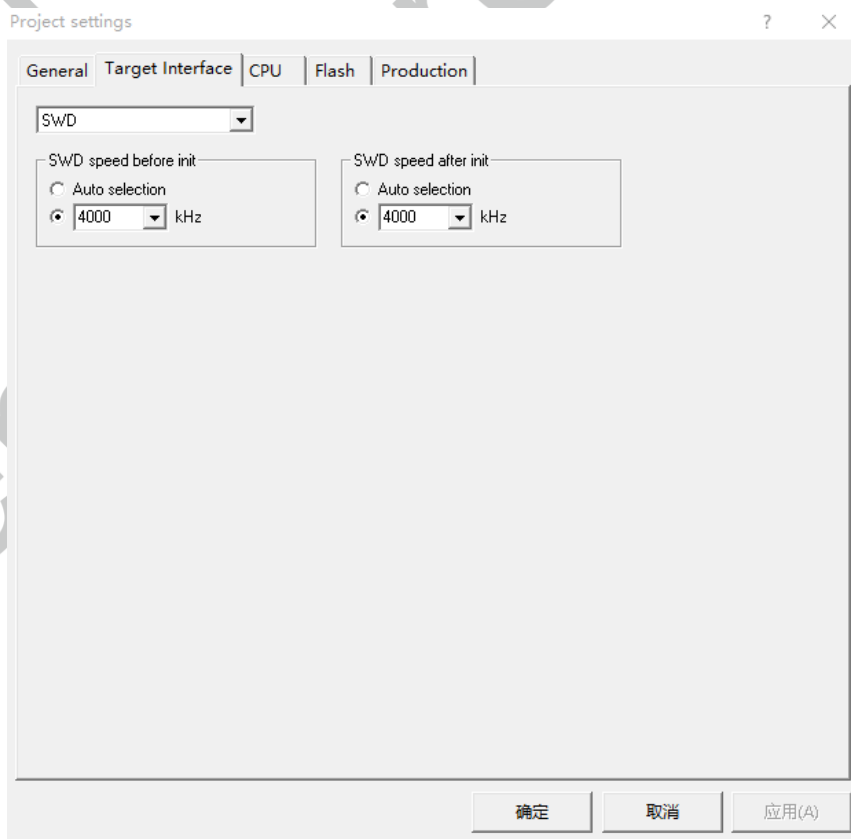 Project settings
General Target Interface CPU Flash Production
SWD
SWD speed before init SWD speed after init
Auto selection Auto selection
4000 kHz 4000 kHz
确定 取消 应用(A)